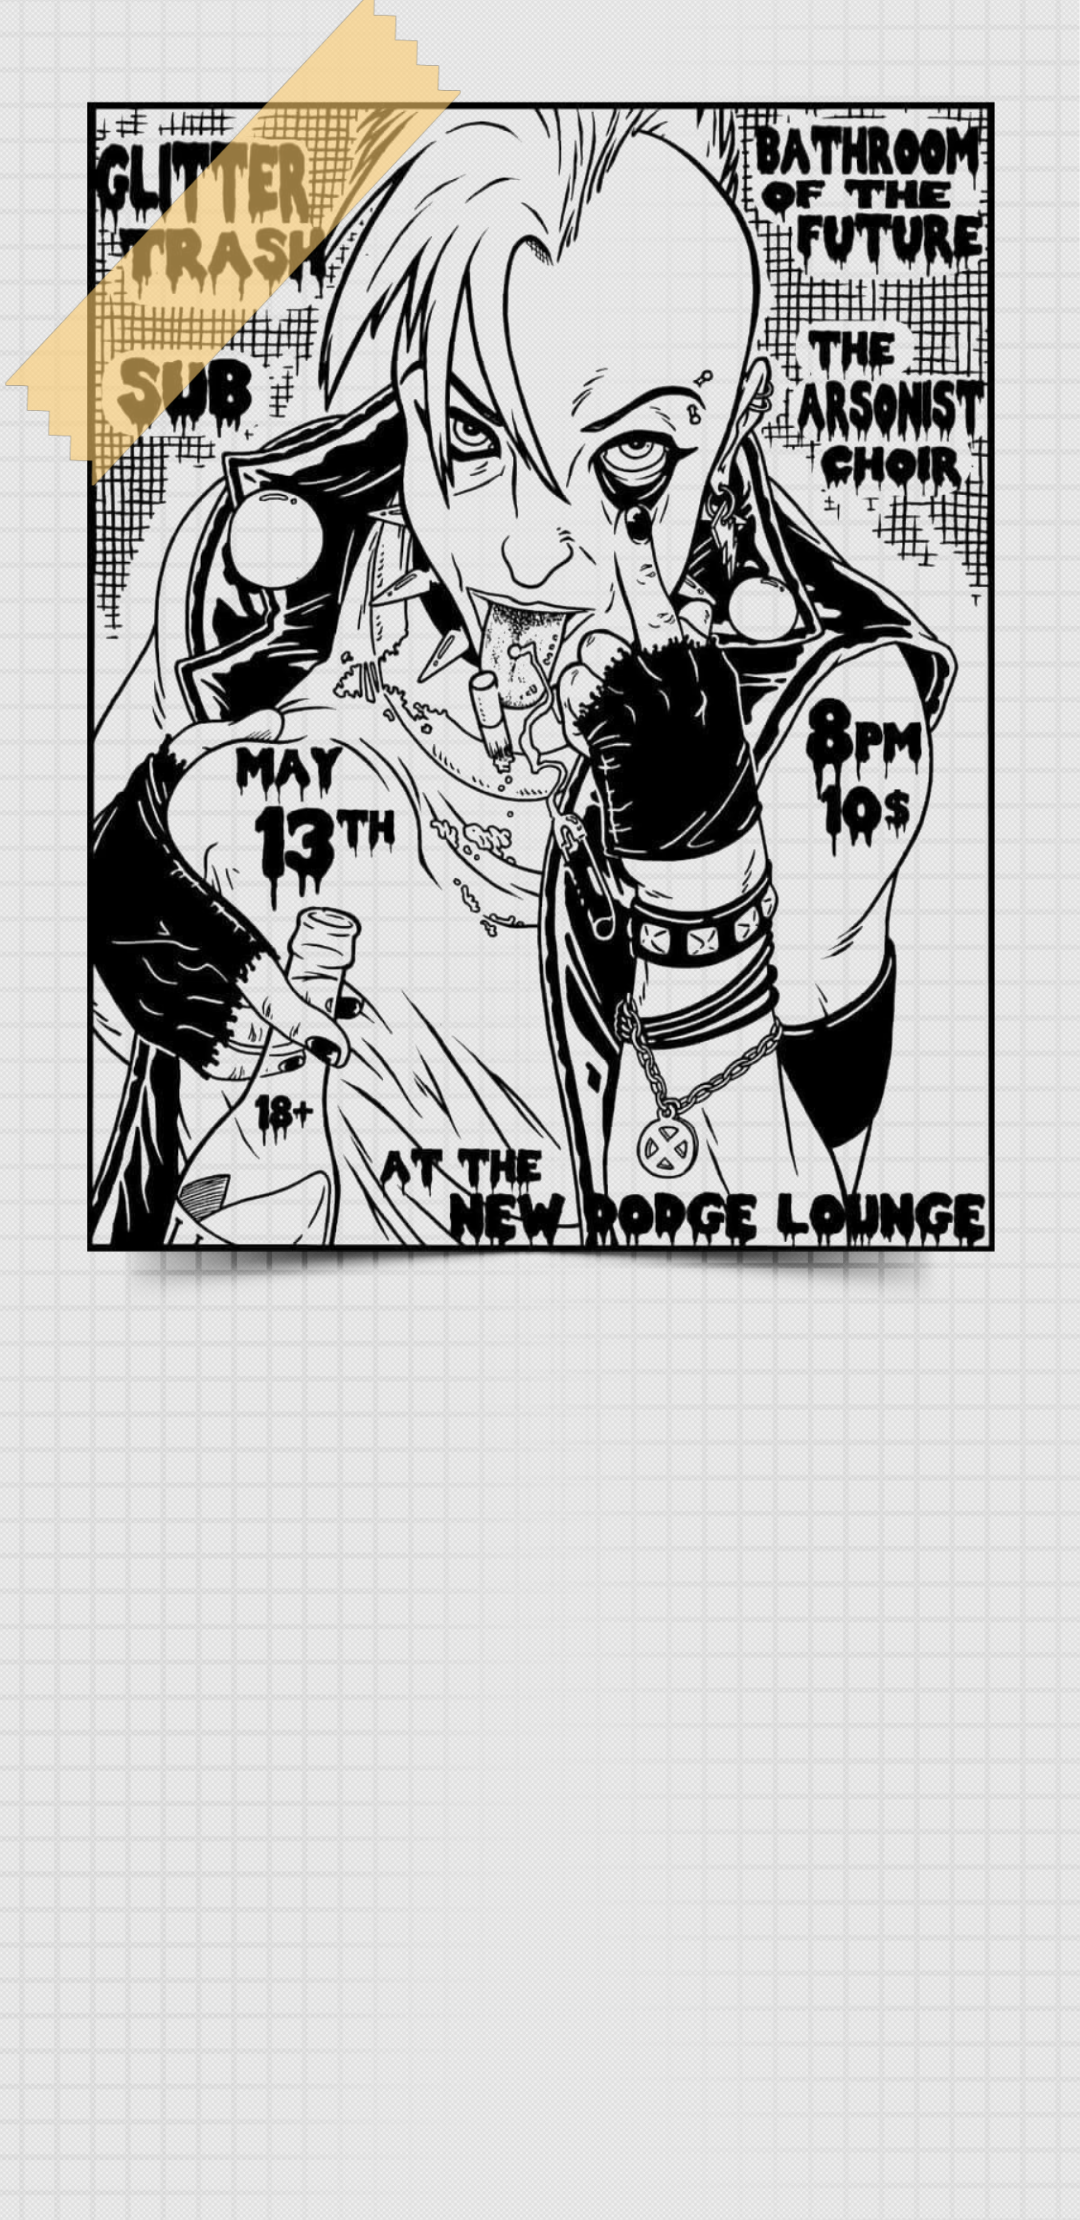 GLITTER
TRASH
SUB
BATHROOM
OF THE
FUTURE
THE
ARSONIST
CHOIR
MAY
13TH
8PM
10$
18+
AT THE
NEW DODGE LOUNGE